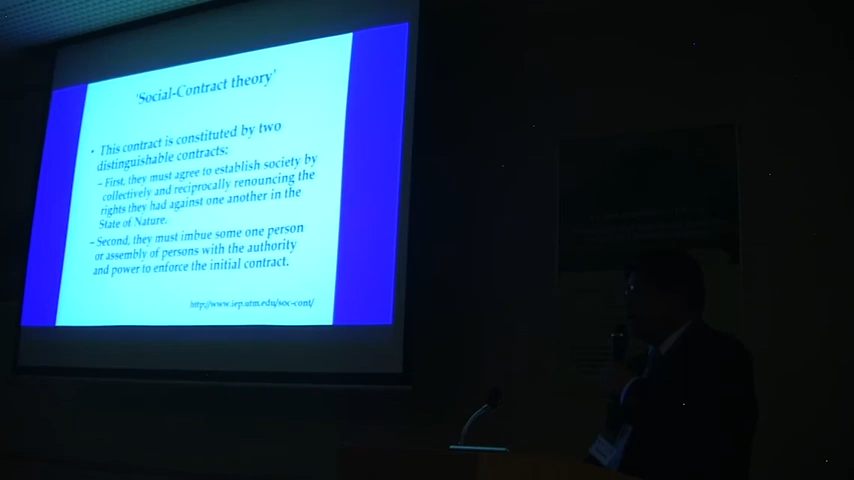 'Social-Contract theory'
• This contract is constituted by two
distinguishable contracts:
– First, they must agree to establish society by
collectively and reciprocally renouncing the
rights they had against one another in the
State of Nature.
– Second, they must imbue some one person
or assembly of persons with the authority
and power to enforce the initial contract.
http://www.iep.utm.edu/soc-cont/